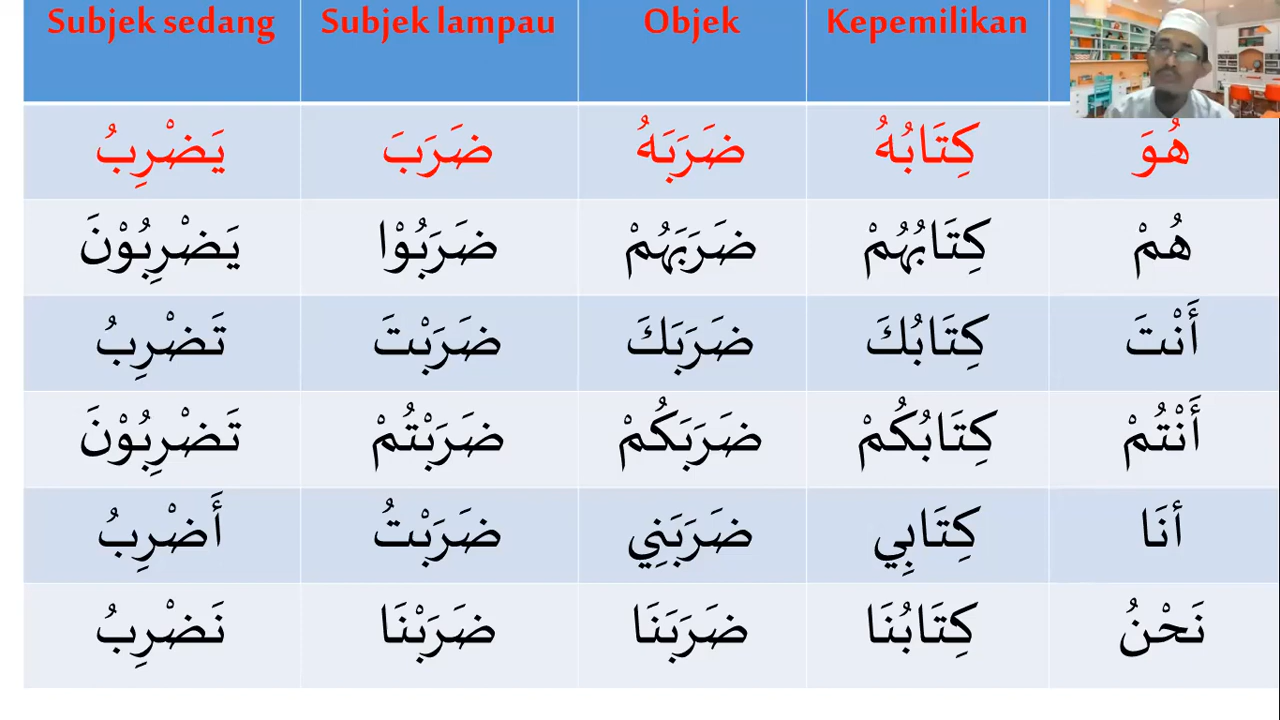 Subjek sedang Subjek lampau Objek Kepemilikan
هُوَ كِتَابُهُ ضَرَبَهُ ضَرَبَ يَضْرِبُ
هُمْ كِتَابُهُمْ ضَرَبَهُمْ ضَرَبُوْا يَضْرِبُوْنَ
أَنْتَ كِتَابُكَ ضَرَبَكَ ضَرَبْتَ تَضْرِبُ
أَنْتُمْ كِتَابُكُمْ ضَرَبَكُمْ ضَرَبْتُمْ تَضْرِبُوْنَ
أنَا كِتَابِي ضَرَبَنِي ضَرَبْتُ أَضْرِبُ
نَحْنُ كِتَابُنَا ضَرَبَنَا ضَرَبْنَا نَضْرِبُ